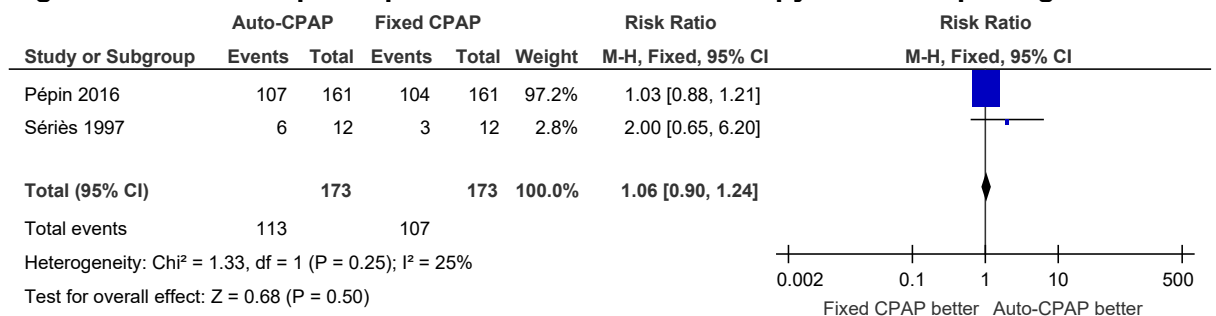 Auto-CPAP Fixed CPAP Risk Ratio Risk Ratio
Study or Subgroup Events Total Events Total Weight M-H, Fixed, 95% CI M-H, Fixed, 95% CI
Pépin 2016 107 161 104 161 97.2% 1.03 [0.88, 1.21]
Sériès 1997 6 12 3 12 2.8% 2.00 [0.65, 6.20]
Total (95% CI) 173 173 100.0% 1.06 [0.90, 1.24]
Total events 113 107
Heterogeneity: Chi² = 1.33, df = 1 (P = 0.25); I² = 25%
Test for overall effect: Z = 0.68 (P = 0.50)
0.002 0.1 1 10 500
Fixed CPAP better Auto-CPAP better